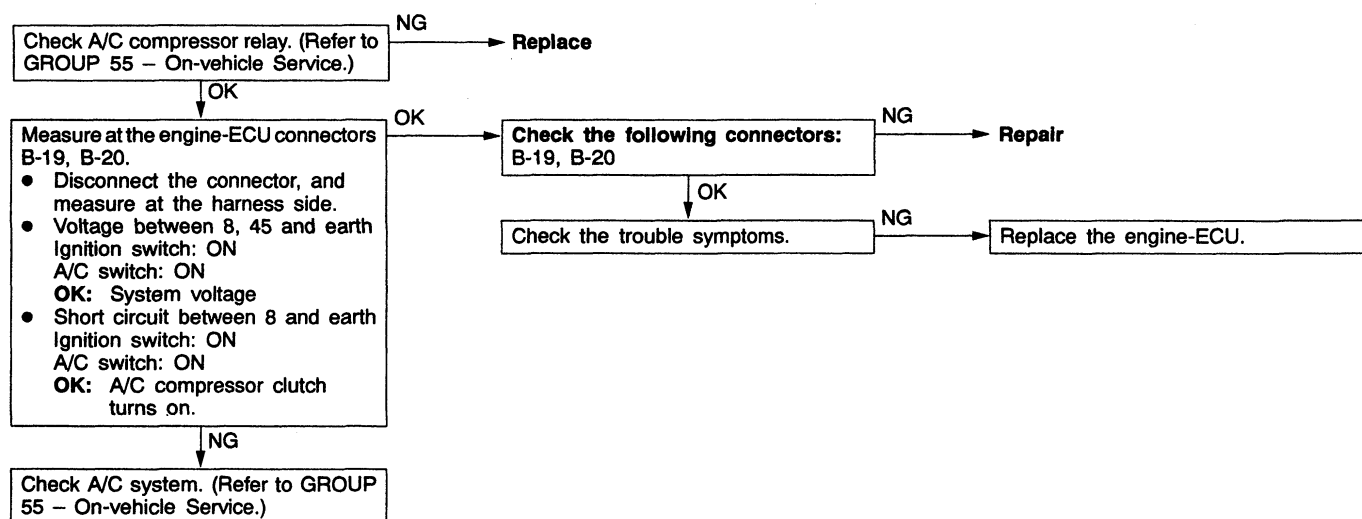 Check A/C compressor relay. (Refer to
GROUP 55 – On-vehicle Service.)
NG
Replace
OK
Measure at the engine-ECU connectors
B-19, B-20.
● Disconnect the connector, and
measure at the harness side.
● Voltage between 8, 45 and earth
Ignition switch: ON
A/C switch: ON
OK: System voltage
● Short circuit between 8 and earth
Ignition switch: ON
A/C switch: ON
OK: A/C compressor clutch
turns on.
OK
Check the following connectors:
B-19, B-20
NG
Repair
OK
Check the trouble symptoms.
NG
Replace the engine-ECU.
NG
Check A/C system. (Refer to GROUP
55 – On-vehicle Service.)